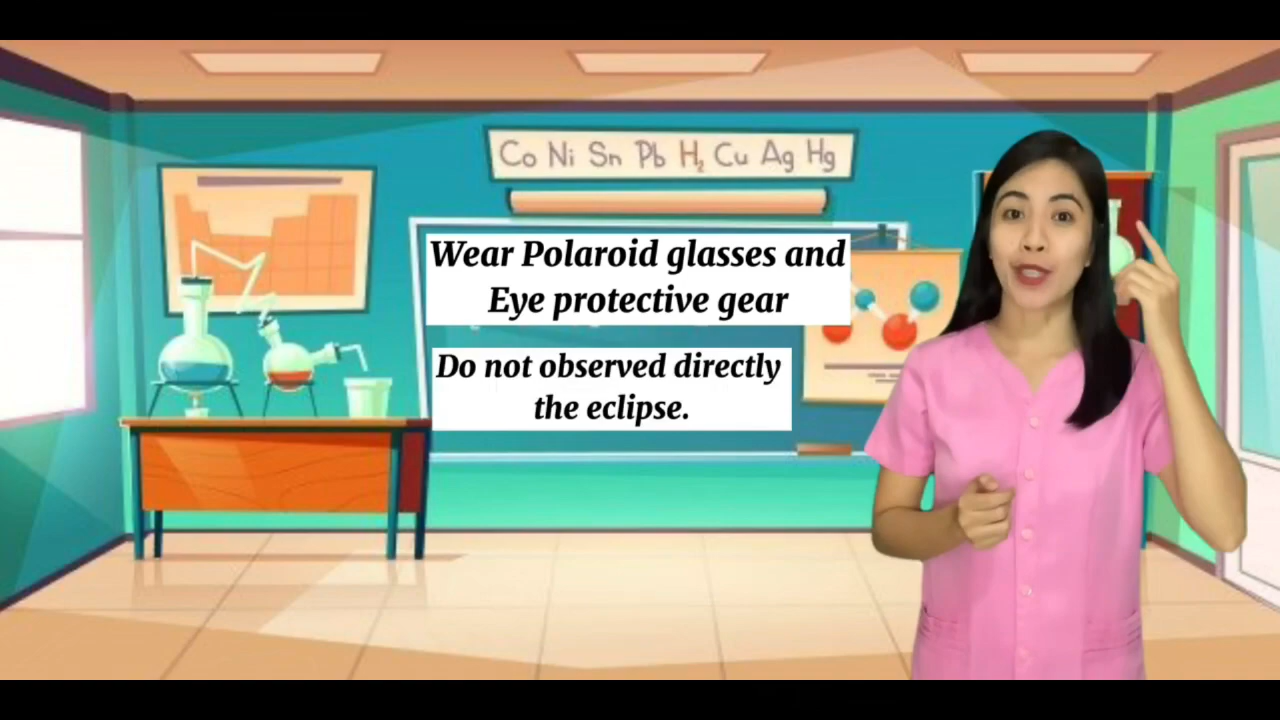 Co Ni Sn Pb H₂ Cu Ag Hg
Wear Polaroid glasses and
Eye protective gear
Do not observed directly
the eclipse.